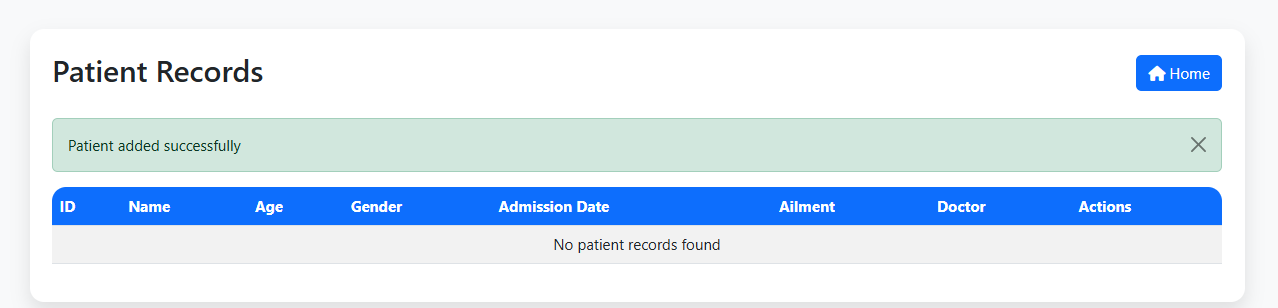 Patient Records
Home
Patient added successfully
ID Name Age Gender Admission Date Ailment Doctor Actions
No patient records found